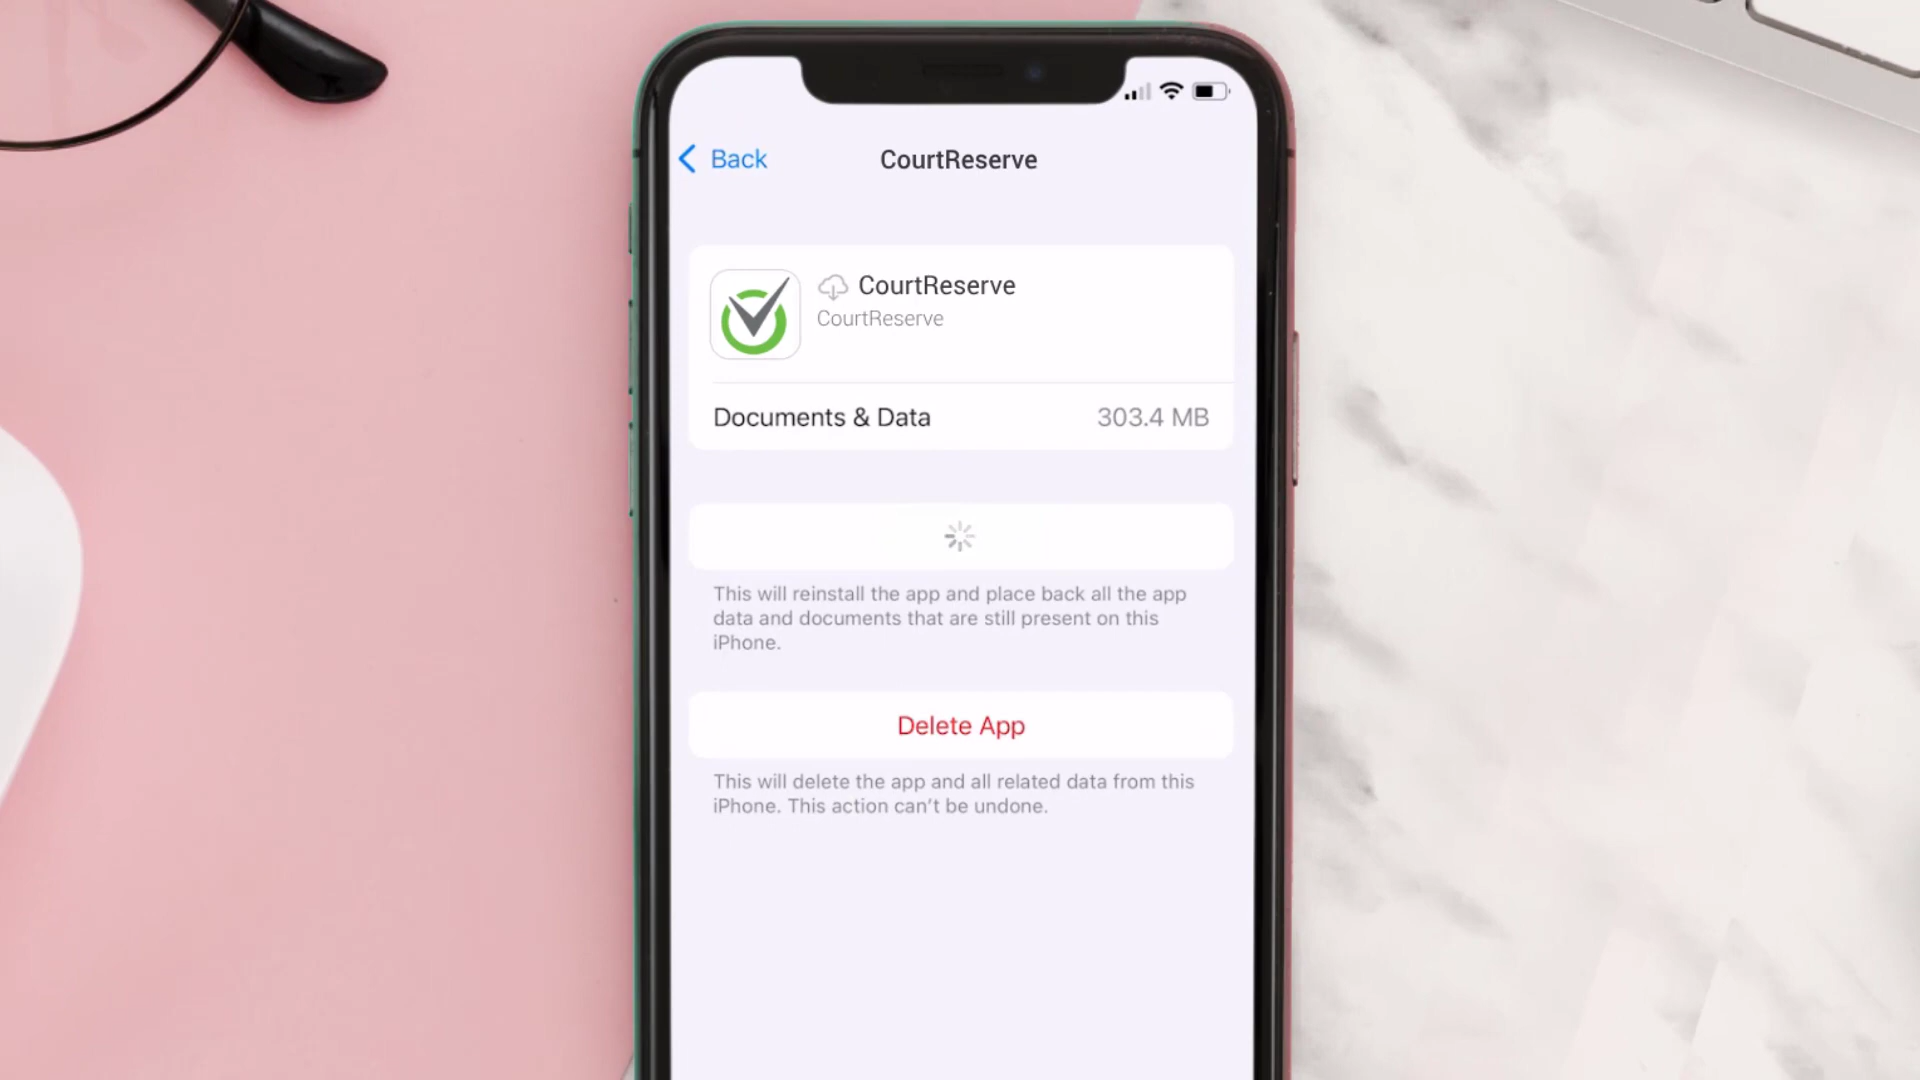 Back
CourtReserve
CourtReserve
CourtReserve
Documents & Data 303.4 MB
This will reinstall the app and place back all the app
data and documents that are still present on this
iPhone.
Delete App
This will delete the app and all related data from this
iPhone. This action can't be undone.